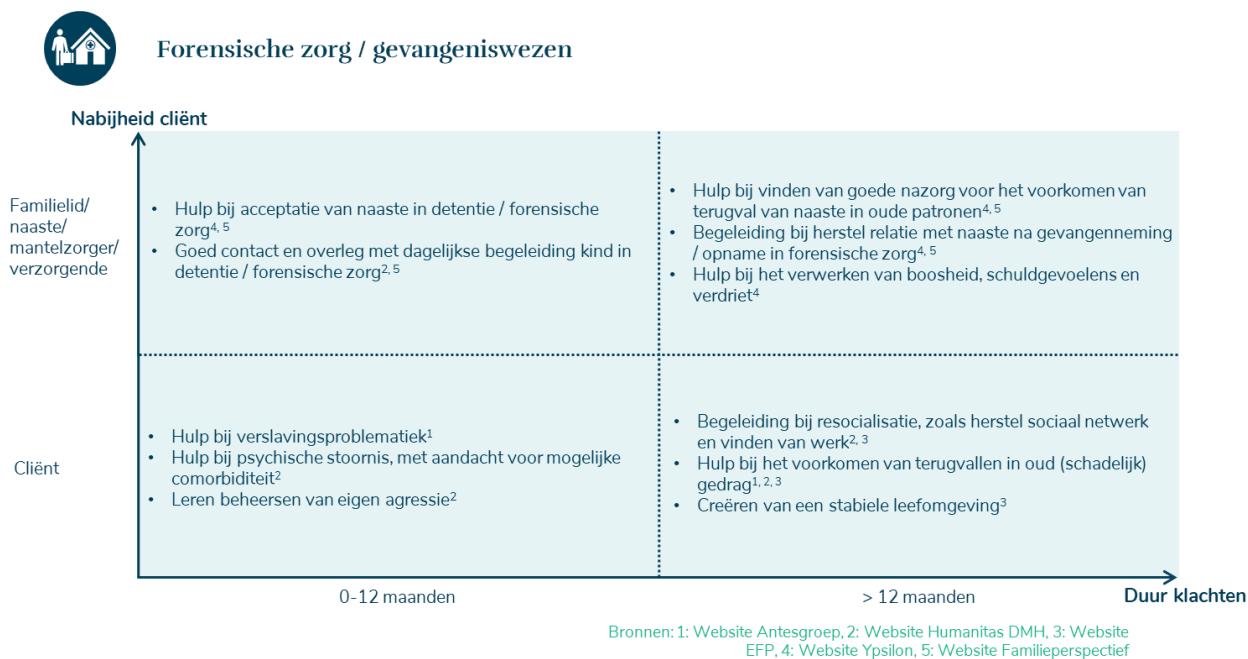 Forensische zorg / gevangeniswezen
Nabijheid cliënt
Familielid/
naaste/
mantelzorger/
verzorgende
• Hulp bij acceptatie van naaste in detentie / forensische
zorg⁴, ⁵
• Goed contact en overleg met dagelijkse begeleiding kind in
detentie / forensische zorg², ⁵
• Hulp bij vinden van goede nazorg voor het voorkomen van
terugval van naaste in oude patronen⁴, ⁵
• Begeleiding bij herstel relatie met naaste na gevangenneming
/ opname in forensische zorg⁴, ⁵
• Hulp bij het verwerken van boosheid, schuldgevoelens en
verdriet⁴
Cliënt
• Hulp bij verslavingsproblematiek¹
• Hulp bij psychische stoornis, met aandacht voor mogelijke
comorbiditeit²
• Leren beheersen van eigen agressie²
• Begeleiding bij resocialisatie, zoals herstel sociaal netwerk
en vinden van werk², ³
• Hulp bij het voorkomen van terugvallen in oud (schadelijk)
gedrag¹, ², ³
• Creëren van een stabiele leefomgeving³
0-12 maanden
> 12 maanden
Duur klachten
Bronnen: 1: Website Antesgroep, 2: Website Humanitas DMH, 3: Website
EFP, 4: Website Ypsilon, 5: Website Familieperspectief